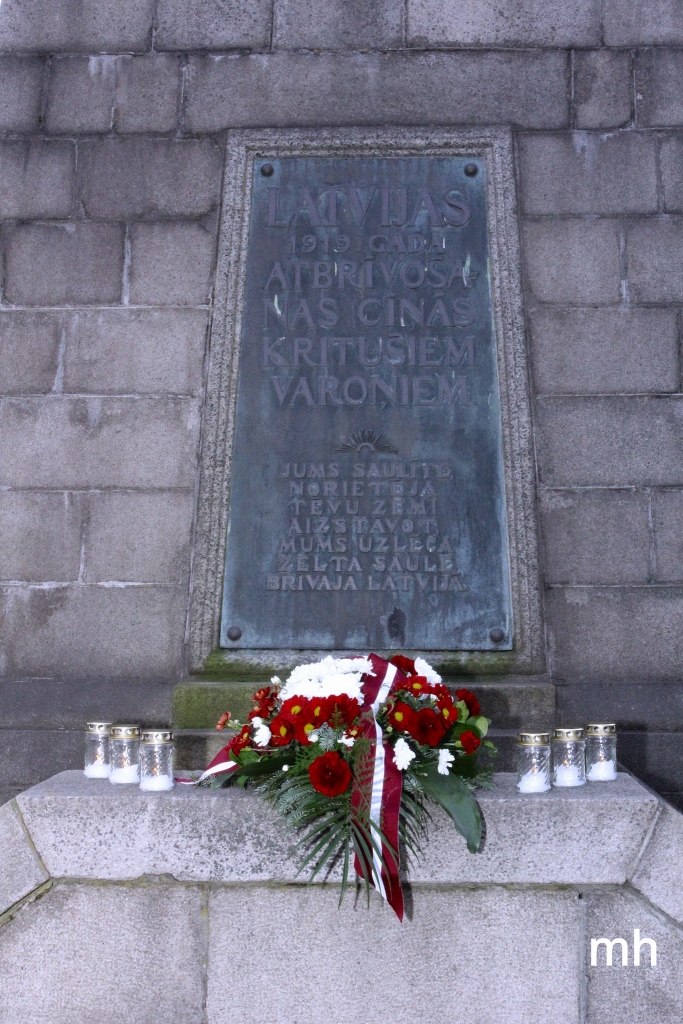 LATVIJAS
1919. GADA
ATBRĪVOŠA-
NAS CĪŅĀS
KRITUŠIEM
VAROŅIEM
JUMS SAULĪTE
NORIETĒJA
TĒVU ZEMI
AIZSTĀVOT,
MUMS UZLĒCA
ZELTA SAULE
BRĪVAJĀ LATVIJĀ.
mh